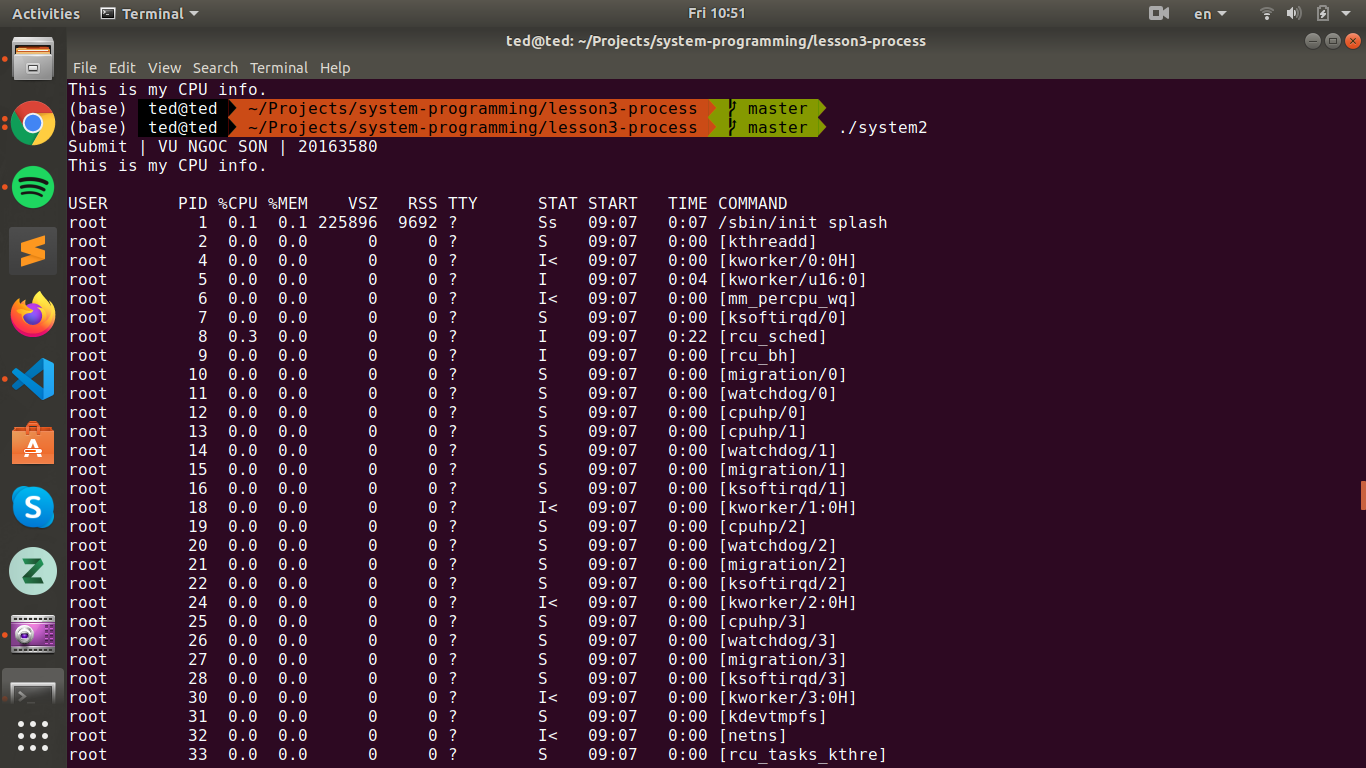 Activities Terminal Fri 10:51 en
ted@ted: ~/Projects/system-programming/lesson3-process
File Edit View Search Terminal Help
This is my CPU info.
(base) ted@ted ~/Projects/system-programming/lesson3-process master
(base) ted@ted ~/Projects/system-programming/lesson3-process master ./system2
Submit | VU NGOC SON | 20163580
This is my CPU info.
USER PID %CPU %MEM VSZ RSS TTY STAT START TIME COMMAND
root 1 0.1 0.1 225896 9692 ? Ss 09:07 0:07 /sbin/init splash
root 2 0.0 0.0 0 0 ? S 09:07 0:00 [kthreadd]
root 4 0.0 0.0 0 0 ? I< 09:07 0:00 [kworker/0:0H]
root 5 0.0 0.0 0 0 ? I 09:07 0:04 [kworker/u16:0]
root 6 0.0 0.0 0 0 ? I< 09:07 0:00 [mm_percpu_wq]
root 7 0.0 0.0 0 0 ? S 09:07 0:00 [ksoftirqd/0]
root 8 0.3 0.0 0 0 ? I 09:07 0:22 [rcu_sched]
root 9 0.0 0.0 0 0 ? I 09:07 0:00 [rcu_bh]
root 10 0.0 0.0 0 0 ? S 09:07 0:00 [migration/0]
root 11 0.0 0.0 0 0 ? S 09:07 0:00 [watchdog/0]
root 12 0.0 0.0 0 0 ? S 09:07 0:00 [cpuhp/0]
root 13 0.0 0.0 0 0 ? S 09:07 0:00 [cpuhp/1]
root 14 0.0 0.0 0 0 ? S 09:07 0:00 [watchdog/1]
root 15 0.0 0.0 0 0 ? S 09:07 0:00 [migration/1]
root 16 0.0 0.0 0 0 ? S 09:07 0:00 [ksoftirqd/1]
root 18 0.0 0.0 0 0 ? I< 09:07 0:00 [kworker/1:0H]
root 19 0.0 0.0 0 0 ? S 09:07 0:00 [cpuhp/2]
root 20 0.0 0.0 0 0 ? S 09:07 0:00 [watchdog/2]
root 21 0.0 0.0 0 0 ? S 09:07 0:00 [migration/2]
root 22 0.0 0.0 0 0 ? S 09:07 0:00 [ksoftirqd/2]
root 24 0.0 0.0 0 0 ? I< 09:07 0:00 [kworker/2:0H]
root 25 0.0 0.0 0 0 ? S 09:07 0:00 [cpuhp/3]
root 26 0.0 0.0 0 0 ? S 09:07 0:00 [watchdog/3]
root 27 0.0 0.0 0 0 ? S 09:07 0:00 [migration/3]
root 28 0.0 0.0 0 0 ? S 09:07 0:00 [ksoftirqd/3]
root 30 0.0 0.0 0 0 ? I< 09:07 0:00 [kworker/3:0H]
root 31 0.0 0.0 0 0 ? S 09:07 0:00 [kdevtmpfs]
root 32 0.0 0.0 0 0 ? I< 09:07 0:00 [netns]
root 33 0.0 0.0 0 0 ? S 09:07 0:00 [rcu_tasks_kthre]